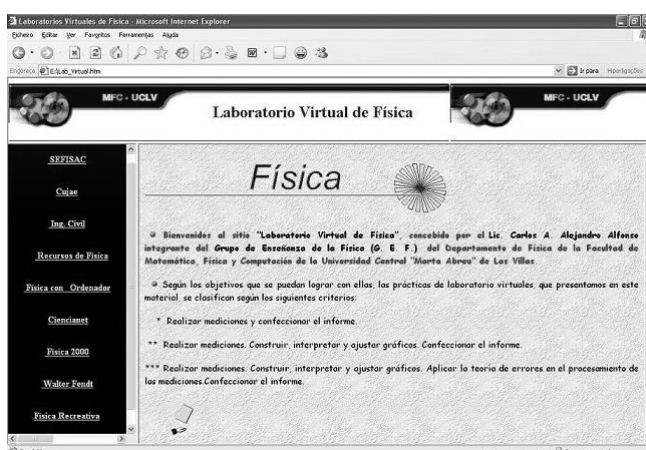 Laboratorios Virtuales de Física - Microsoft Internet Explorer
Ficheiro Editar Ver Favoritos Ferramentas Ajuda
Endereço E:\Lab_Virtual.htm Ir para Hiperligações
MFC - UCLV
Laboratorio Virtual de Física
MFC - UCLV
SEFISAC
Cujae
Ing. Civil
Recursos de Física
Física con Ordenador
Ciencianet
Física 2000
Walter Fendt
Física Recreativa
Física
Bienvenidos al sitio "Laboratorio Virtual de Física", concebido por el Lic. Carlos A. Alejandro Alfonso
integrante del Grupo de Enseñanza de la Física (G. E. F.) del Departamento de Física de la Facultad de
Matemática, Física y Computación de la Universidad Central "Marta Abreu" de Las Villas.
Según los objetivos que se puedan lograr con ellas, las prácticas de laboratorio virtuales, que presentamos en este
material, se clasifican según los siguientes criterios:
* Realizar mediciones y confeccionar el informe.
** Realizar mediciones. Construir, interpretar y ajustar gráficos. Confeccionar el informe.
*** Realizar mediciones. Construir, interpretar y ajustar gráficos. Aplicar la teoría de errores en el procesamiento de
las mediciones.Confeccionar el informe.